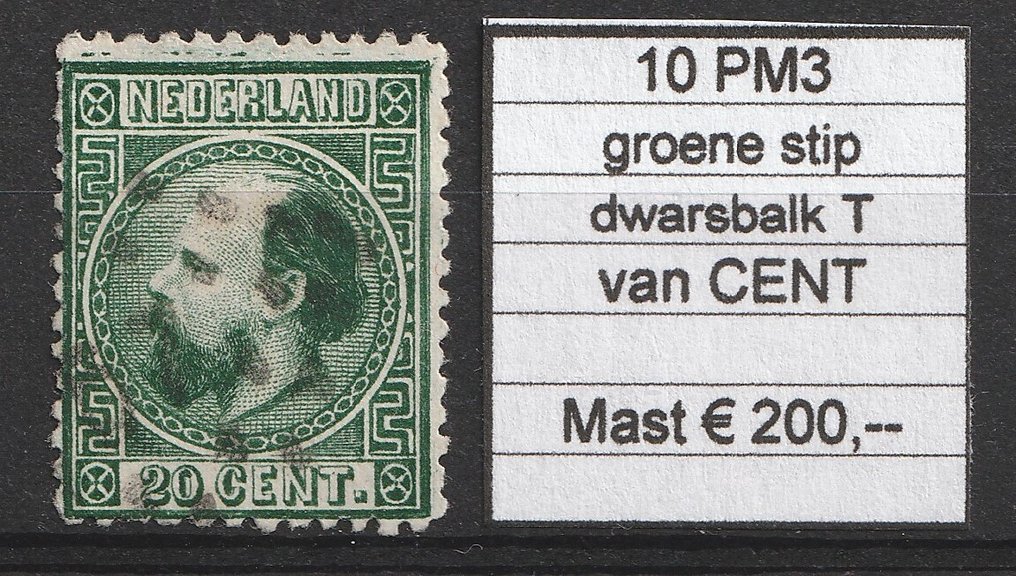 NEDERLAND
20 CENT.
10 PM3
groene stip
dwarsbalk T
van CENT
Mast € 200,--